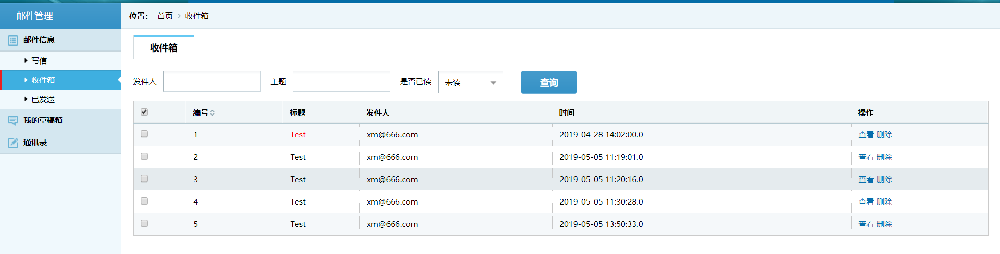 邮件管理
位置： 首页 收件箱
邮件信息
写信
收件箱
已发送
我的草稿箱
通讯录
收件箱
发件人 主题 是否已读 未读 查询
编号 标题 发件人 时间 操作
1 Test xm@666.com 2019-04-28 14:02:00.0 查看 删除
2 Test xm@666.com 2019-05-05 11:19:01.0 查看 删除
3 Test xm@666.com 2019-05-05 11:20:16.0 查看 删除
4 Test xm@666.com 2019-05-05 11:30:28.0 查看 删除
5 Test xm@666.com 2019-05-05 13:50:33.0 查看 删除